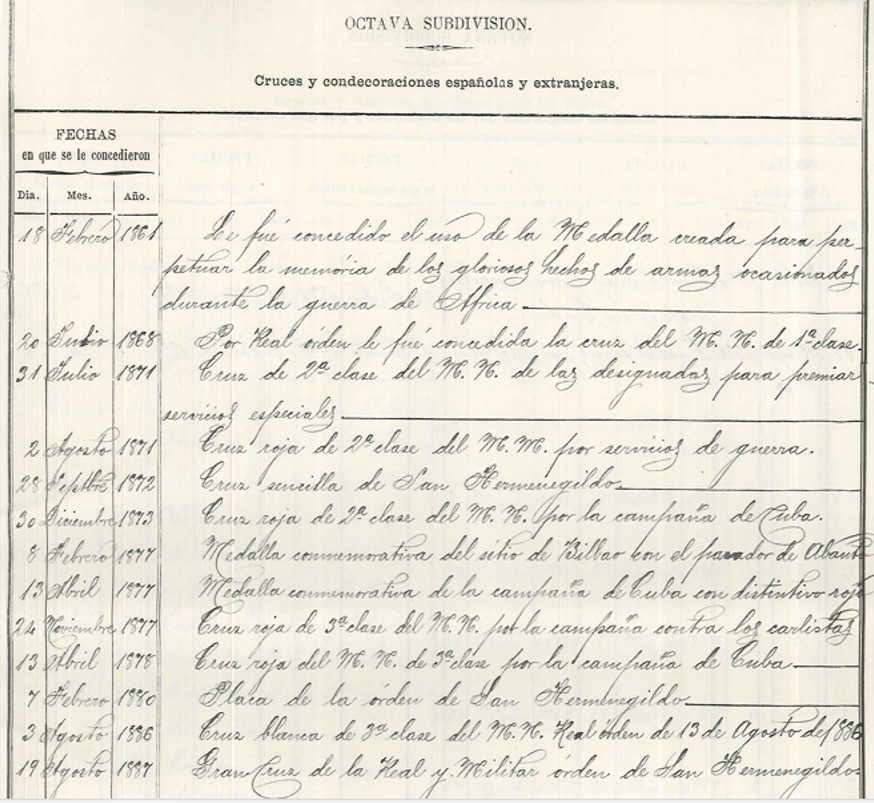 OCTAVA SUBDIVISION.
Cruces y condecoraciones españolas y extranjeras.
FECHAS
en que se le concedieron
Dia. Mes. Año.
18 Febrero 1861 Le fué concedido el uso de la Medalla creada para per-
petuar la memória de los gloriosos hechos de armas ocasionados
durante la guerra de Africa
20 1868 Por Real órden le fué concedida la cruz del M. M. de 1ª clase.
31 Julio 1871 Cruz de 2ª clase del M. M. de las designadas para premiar
servicios especiales
2 Agosto 1871 Cruz roja de 2ª clase del M. M. por servicios de guerra.
28 Septbre 1872 Cruz sencilla de San Hermenegildo
30 Diciembre 1873 Cruz roja de 2ª clase del M. M. por la campaña de Cuba.
8 Febrero 1877 Medalla conmemorativa del sitio de Bilbao con el pasador de Abanto
13 Abril 1877 Medalla conmemorativa de la campaña de Cuba con distintivo rojo
24 Noviembre 1877 Cruz roja de 3ª clase del M. M. por la campaña contra los carlistas
13 Abril 1878 Cruz roja del M. M. de 3ª clase por la campaña de Cuba
7 Febrero 1880 Placa de la órden de San Hermenegildo
3 Agosto 1886 Cruz blanca de 3ª clase del M. M. Real órden de 13 de Agosto de 1886
19 Agosto 1887 Gran Cruz de la Real y Militar órden de San Hermenegildo.